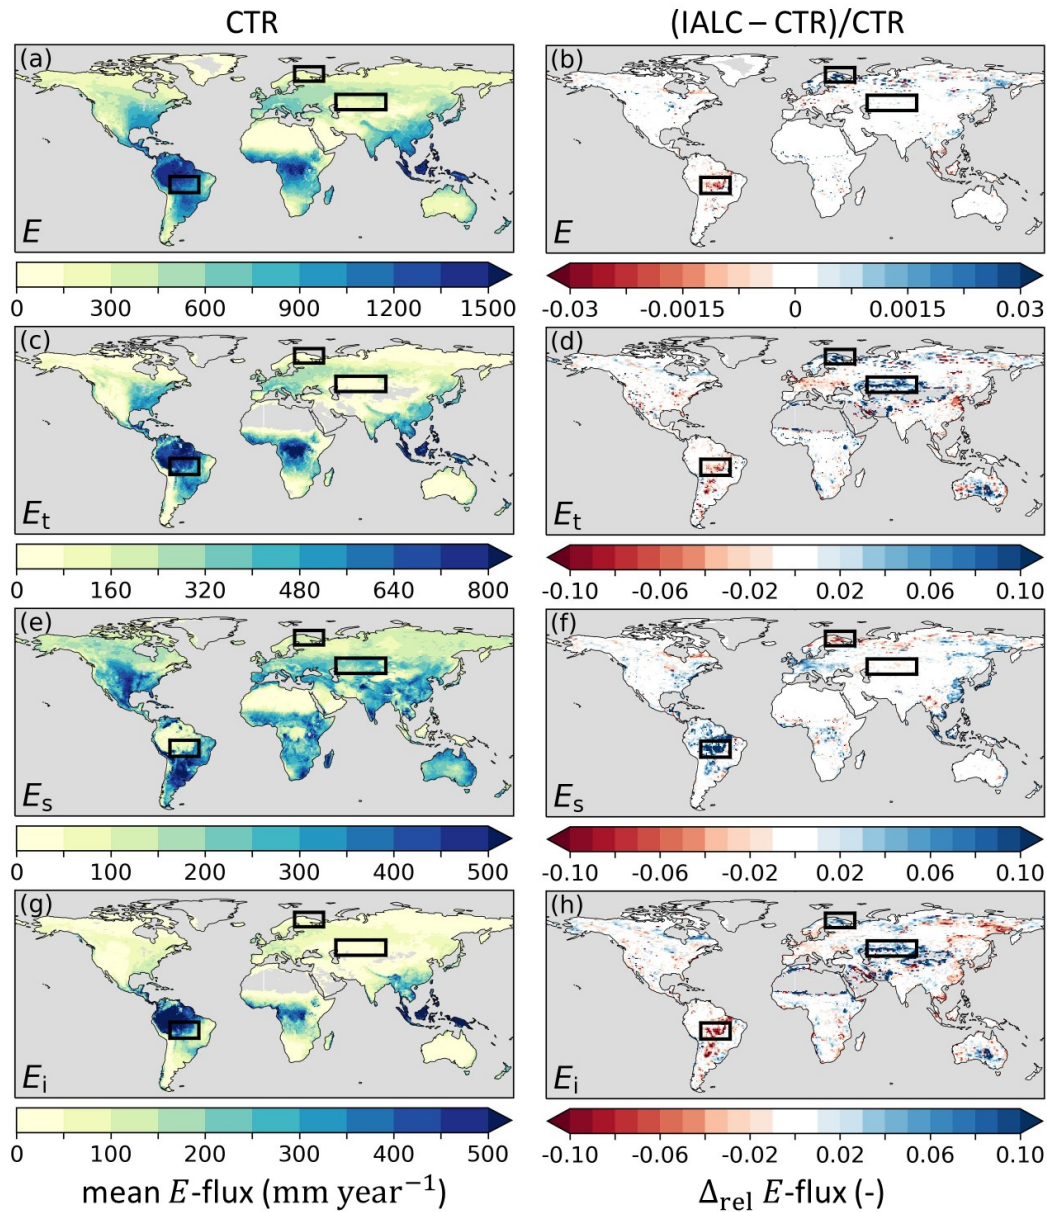 CTR (IALC – CTR)/CTR
(a) (b)
E E
0 300 600 900 1200 1500 -0.03 -0.0015 0 0.0015 0.03
(c) (d)
Et Et
0 160 320 480 640 800 -0.10 -0.06 -0.02 0.02 0.06 0.10
(e) (f)
Es Es
0 100 200 300 400 500 -0.10 -0.06 -0.02 0.02 0.06 0.10
(g) (h)
Ei Ei
0 100 200 300 400 500 -0.10 -0.06 -0.02 0.02 0.06 0.10
mean E-flux (mm year⁻¹) Δrel E-flux (-)